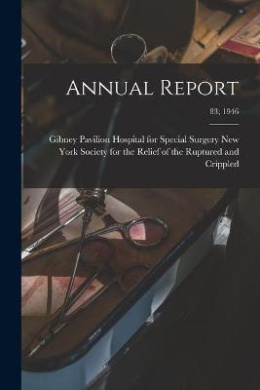 Annual Report
83; 1946
Gibney Pavilion Hospital for Special Surgery New
York Society for the Relief of the Ruptured and
Crippled